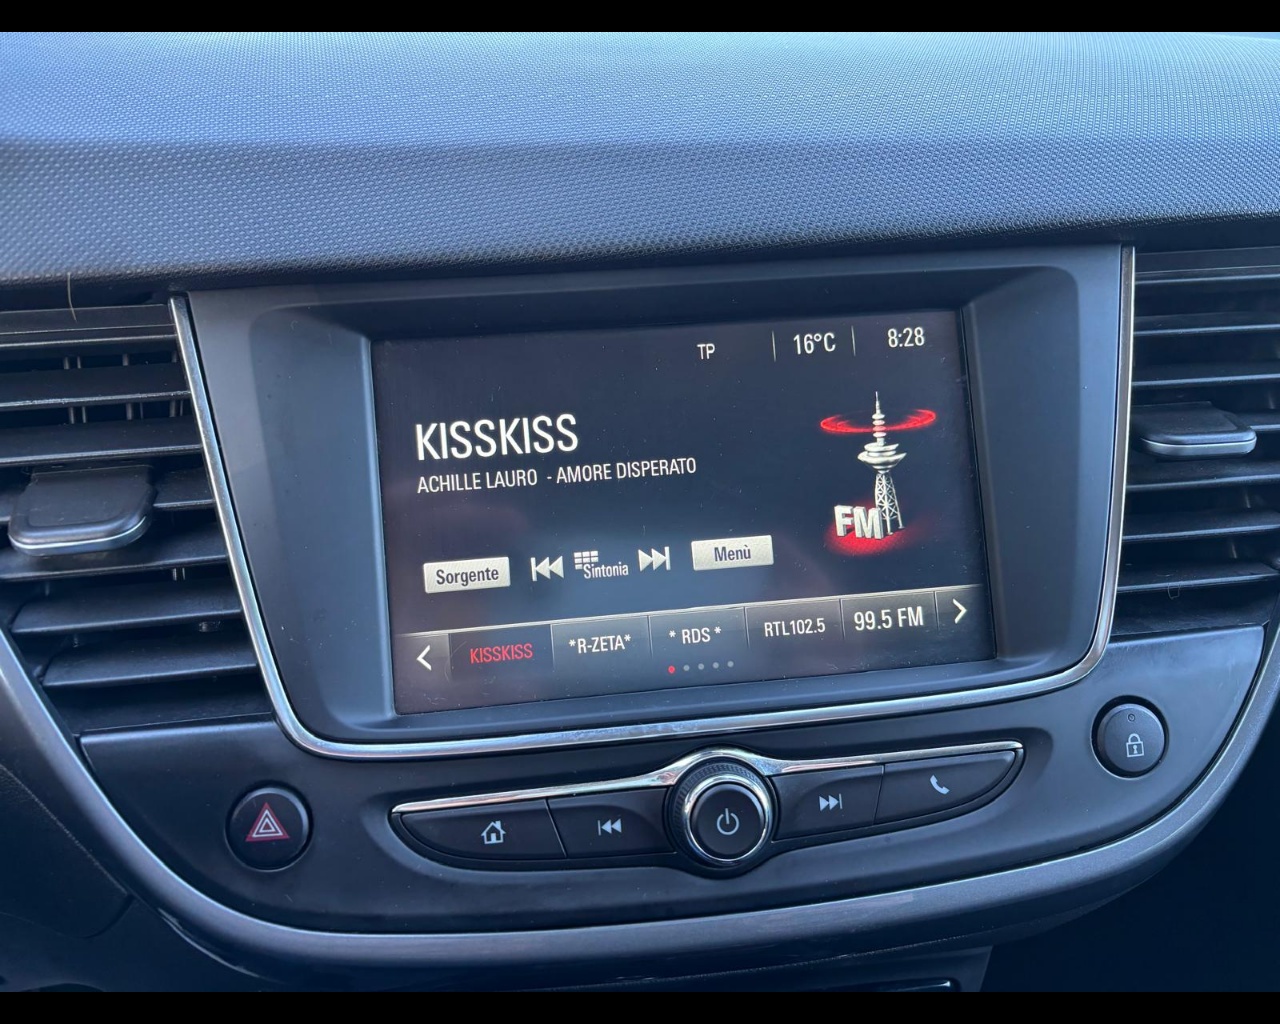 TP 16°C 8:28
KISSKISS
ACHILLE LAURO - AMORE DISPERATO
FM
Sorgente Sintonia Menù
KISSKISS *R-ZETA* * RDS * RTL102.5 99.5 FM